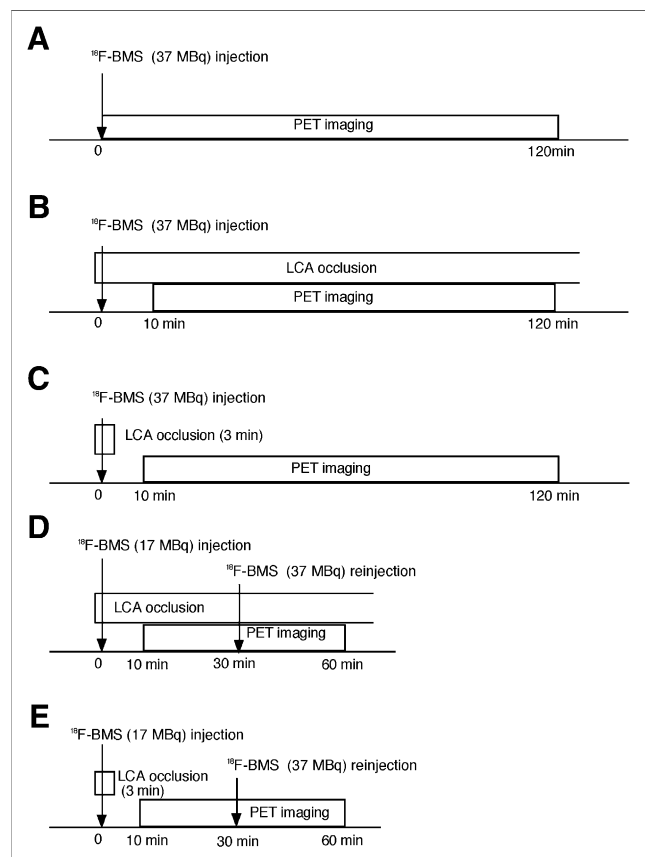 A
¹⁸F-BMS (37 MBq) injection
PET imaging
0 120min
B
¹⁸F-BMS (37 MBq) injection
LCA occlusion
PET imaging
0 10 min 120 min
C
¹⁸F-BMS (37 MBq) injection
LCA occlusion (3 min)
PET imaging
0 10 min 120 min
D
¹⁸F-BMS (17 MBq) injection
¹⁸F-BMS (37 MBq) reinjection
LCA occlusion
PET imaging
0 10 min 30 min 60 min
E
¹⁸F-BMS (17 MBq) injection
¹⁸F-BMS (37 MBq) reinjection
LCA occlusion
(3 min)
PET imaging
0 10 min 30 min 60 min